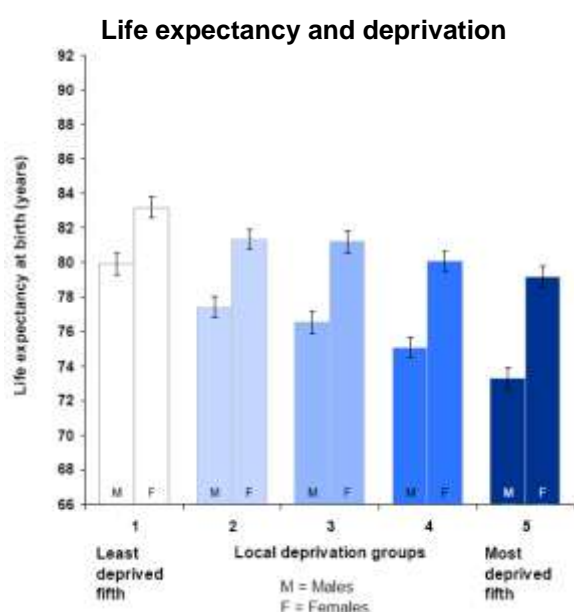 Life expectancy and deprivation
Life expectancy at birth (years)
92
90
88
86
84
82
80
78
76
74
72
70
68
66
M F M F M F M F M F
1 2 3 4 5
Least deprived fifth
Local deprivation groups
Most deprived fifth
M = Males
F = Females